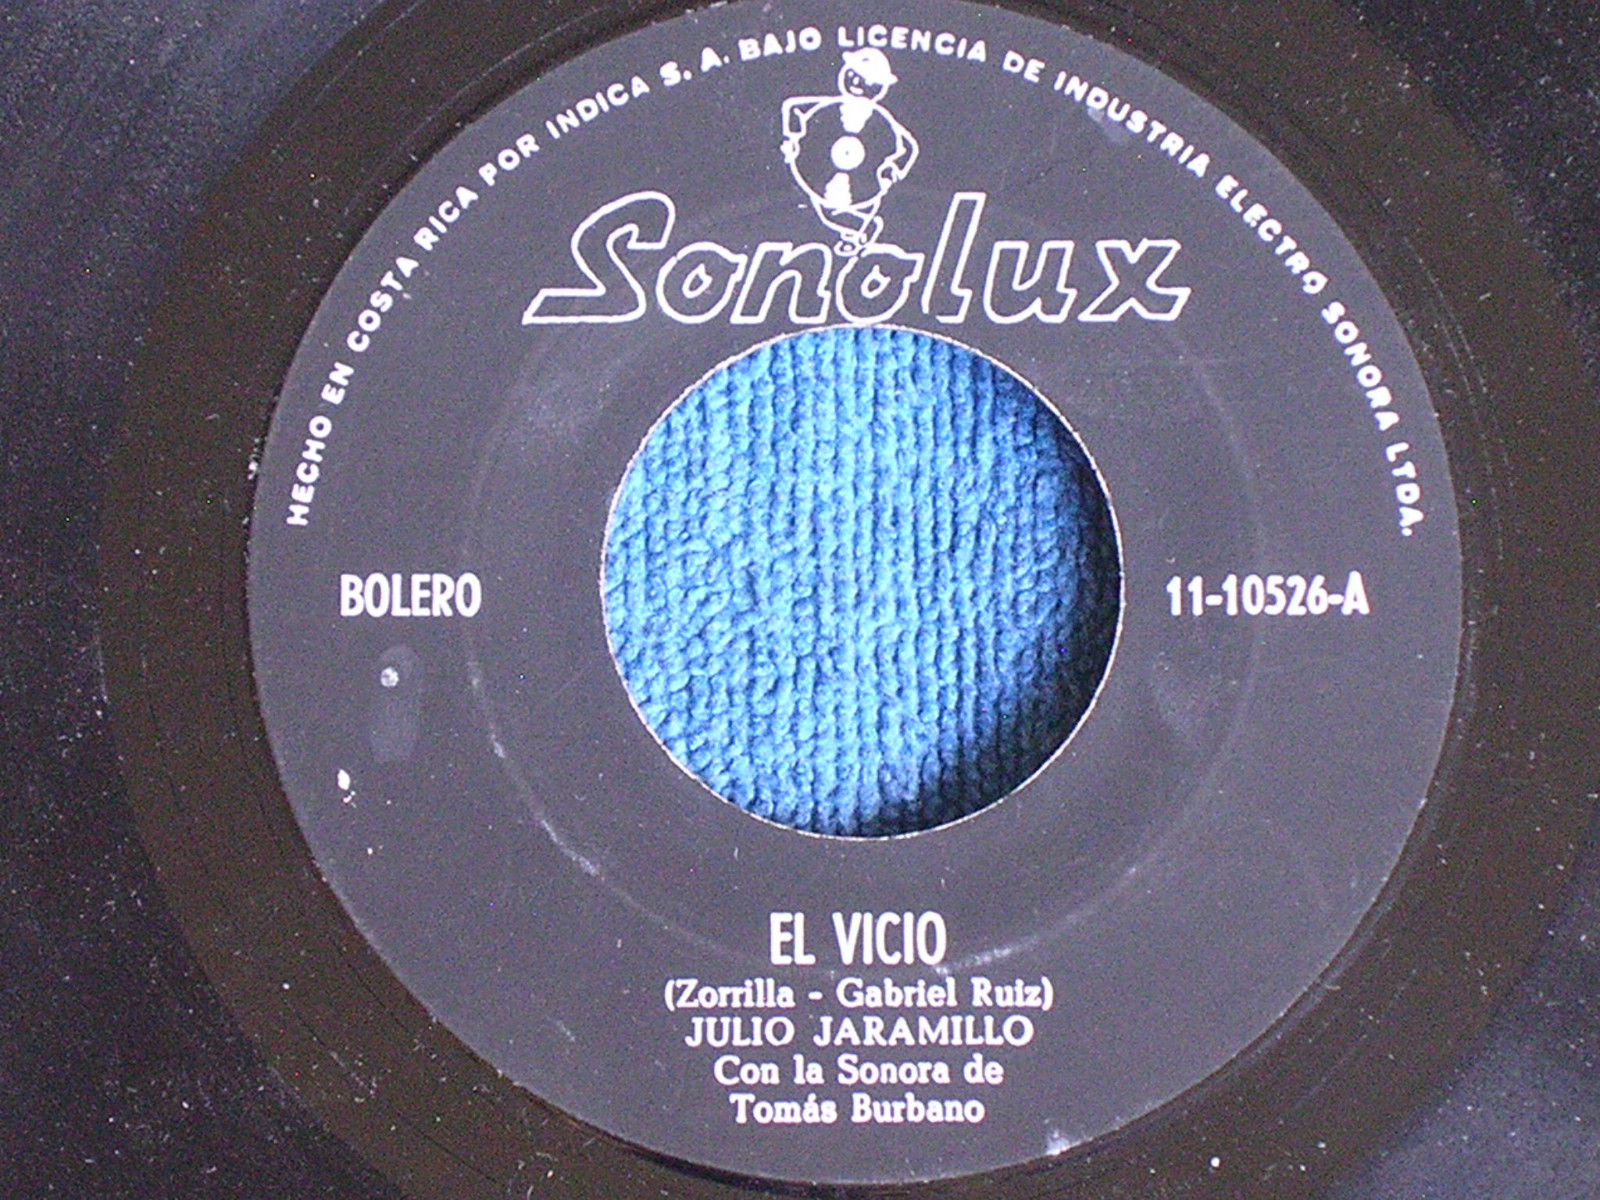 HECHO EN COSTA RICA POR INDICA S. A. BAJO LICENCIA DE INDUSTRIA ELECTRO SONORA LTDA.
Sonolux
BOLERO
11-10526-A
EL VICIO
(Zorrilla - Gabriel Ruiz)
JULIO JARAMILLO
Con la Sonora de
Tomás Burbano